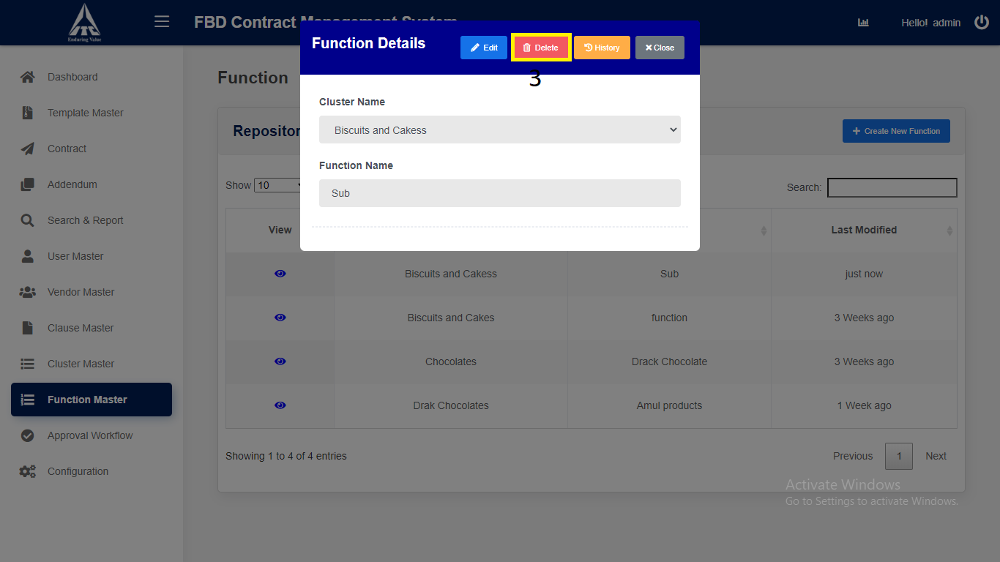 FBD Contract Management System
Hello! admin
Enduring Value
Function Details
Edit
Delete
History
Close
3
Cluster Name
Biscuits and Cakess
Function Name
Sub
Dashboard
Template Master
Contract
Addendum
Search & Report
User Master
Vendor Master
Clause Master
Cluster Master
Function Master
Approval Workflow
Configuration
Function
Create New Function
Show 10
Search:
View
Last Modified
Biscuits and Cakess Sub just now
Biscuits and Cakes function 3 Weeks ago
Chocolates Drack Chocolate 3 Weeks ago
Drak Chocolates Amul products 1 Week ago
Showing 1 to 4 of 4 entries
Previous 1 Next
Activate Windows
Go to Settings to activate Windows.